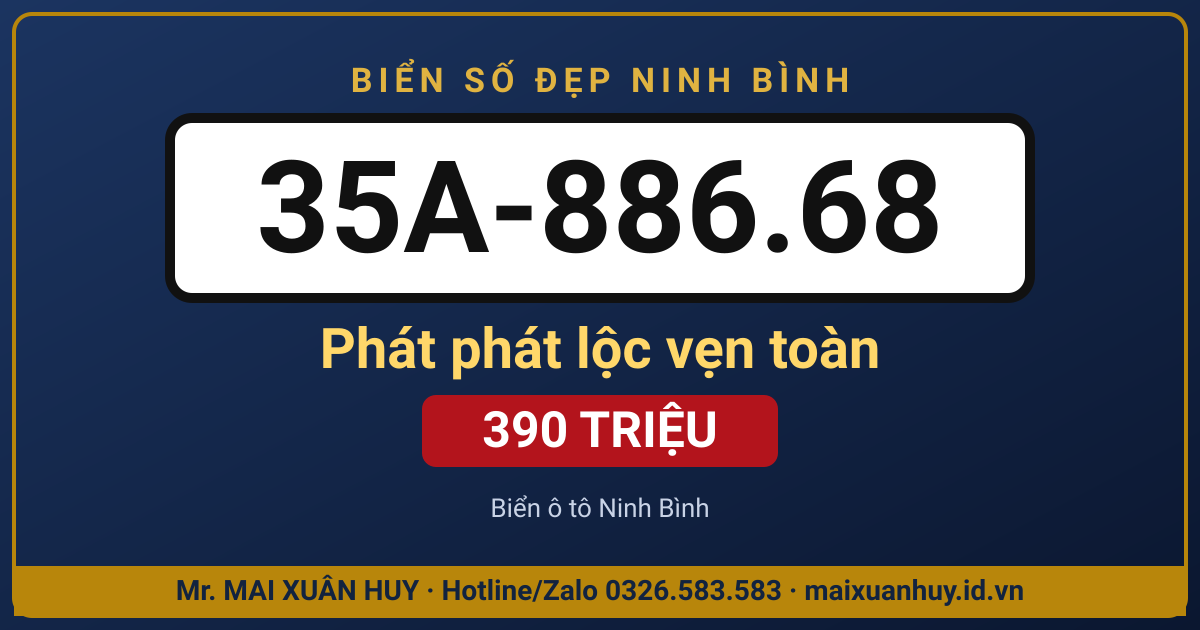 BIỂN SỐ ĐẸP NINH BÌNH
35A-886.68
Phát phát lộc vẹn toàn
390 TRIỆU
Biển ô tô Ninh Bình
Mr. MAI XUÂN HUY · Hotline/Zalo 0326.583.583 · maixuanhuy.id.vn